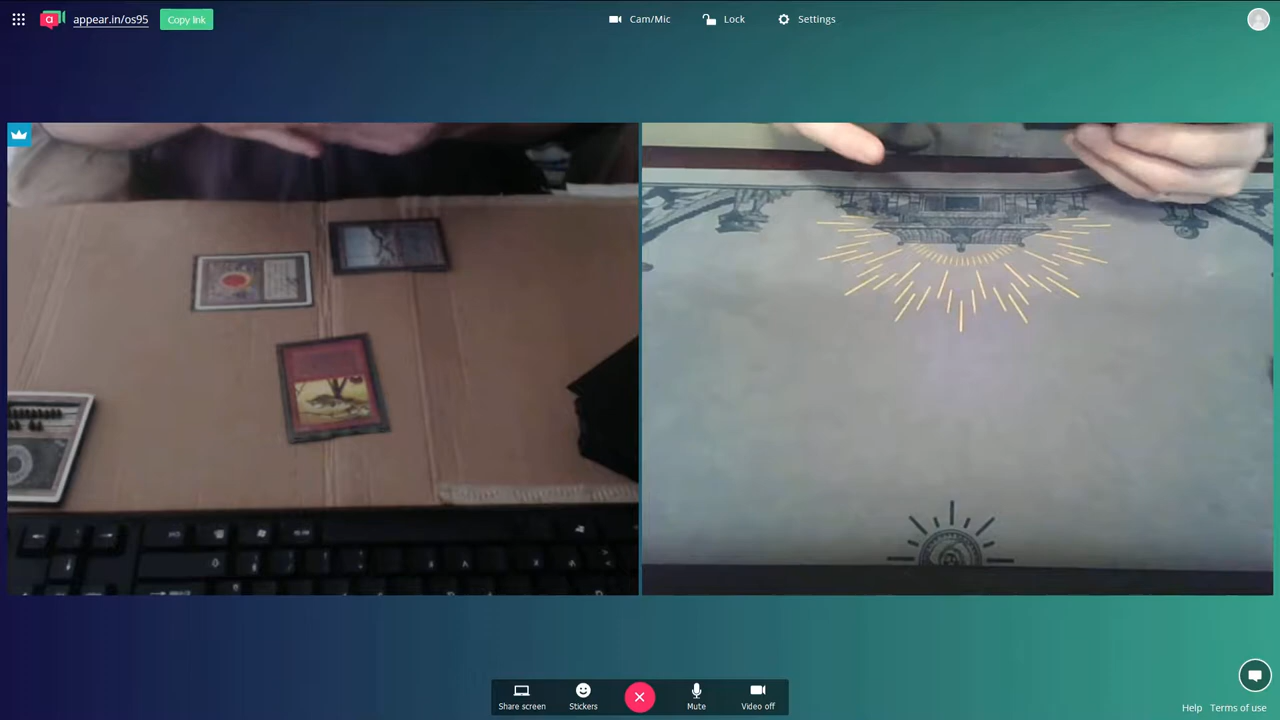 appear.in/os95
Copy link
Cam/Mic
Lock
Settings
Share screen
Stickers
Mute
Video off
Help
Terms of use